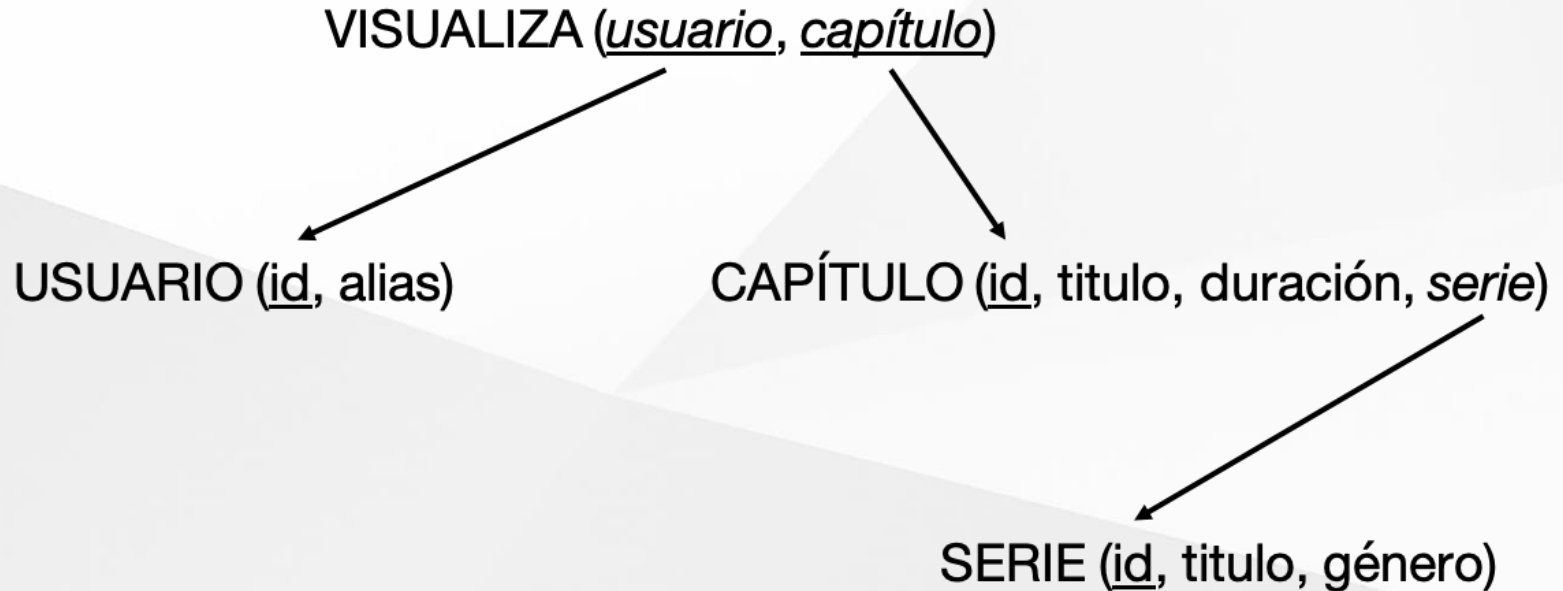 VISUALIZA (usuario, capítulo)
USUARIO (id, alias)
CAPÍTULO (id, titulo, duración, serie)
SERIE (id, titulo, género)